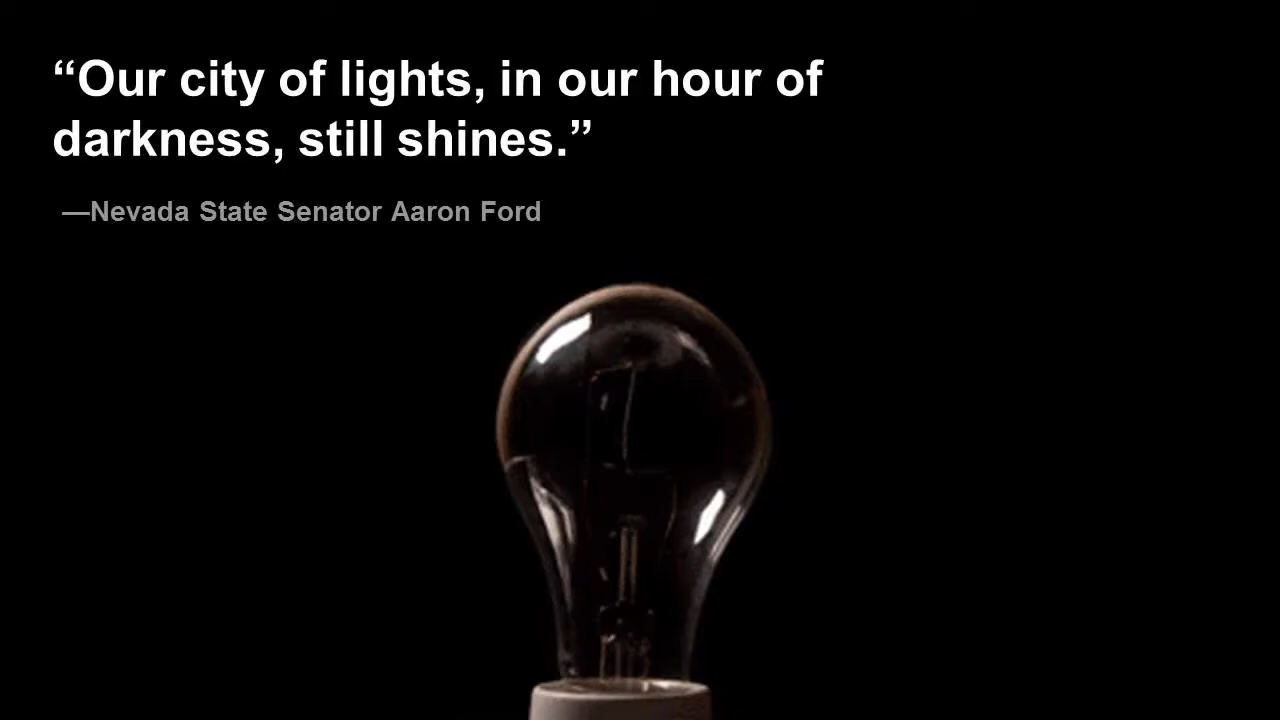 “Our city of lights, in our hour of
darkness, still shines.”
—Nevada State Senator Aaron Ford